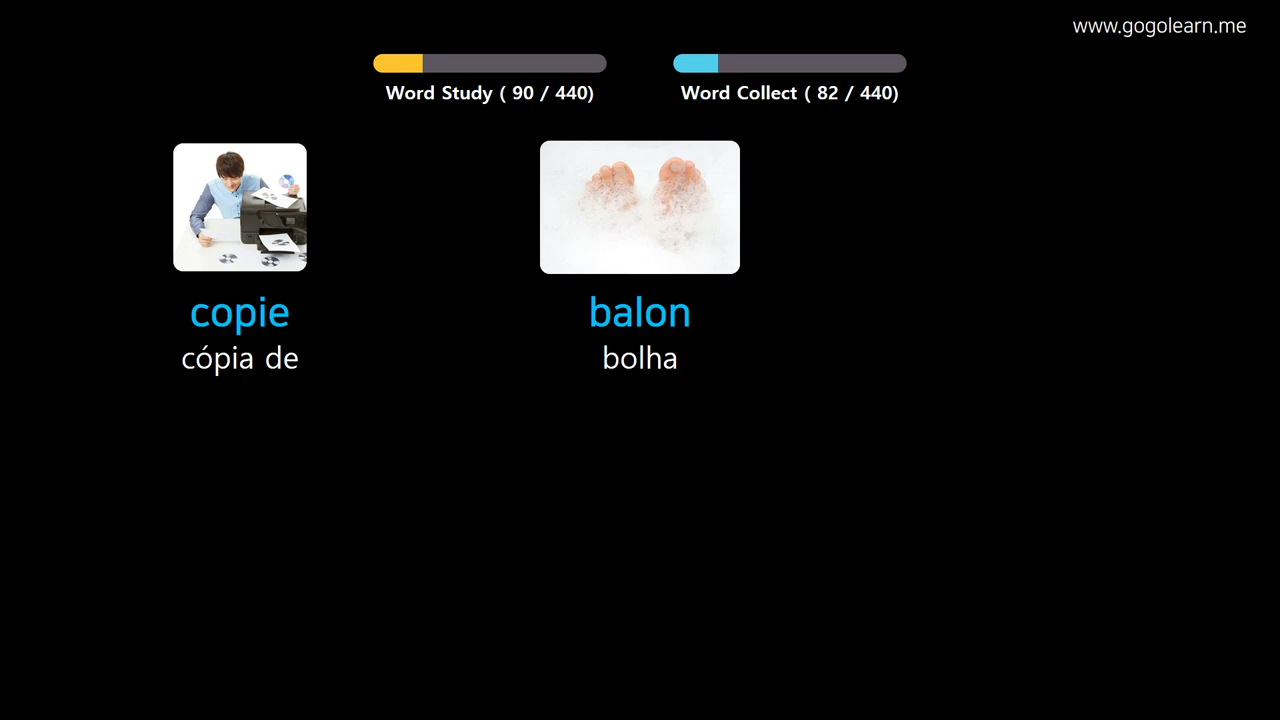 www.gogolearn.me
Word Study ( 90 / 440)
Word Collect ( 82 / 440)
copie
cópia de
balon
bolha